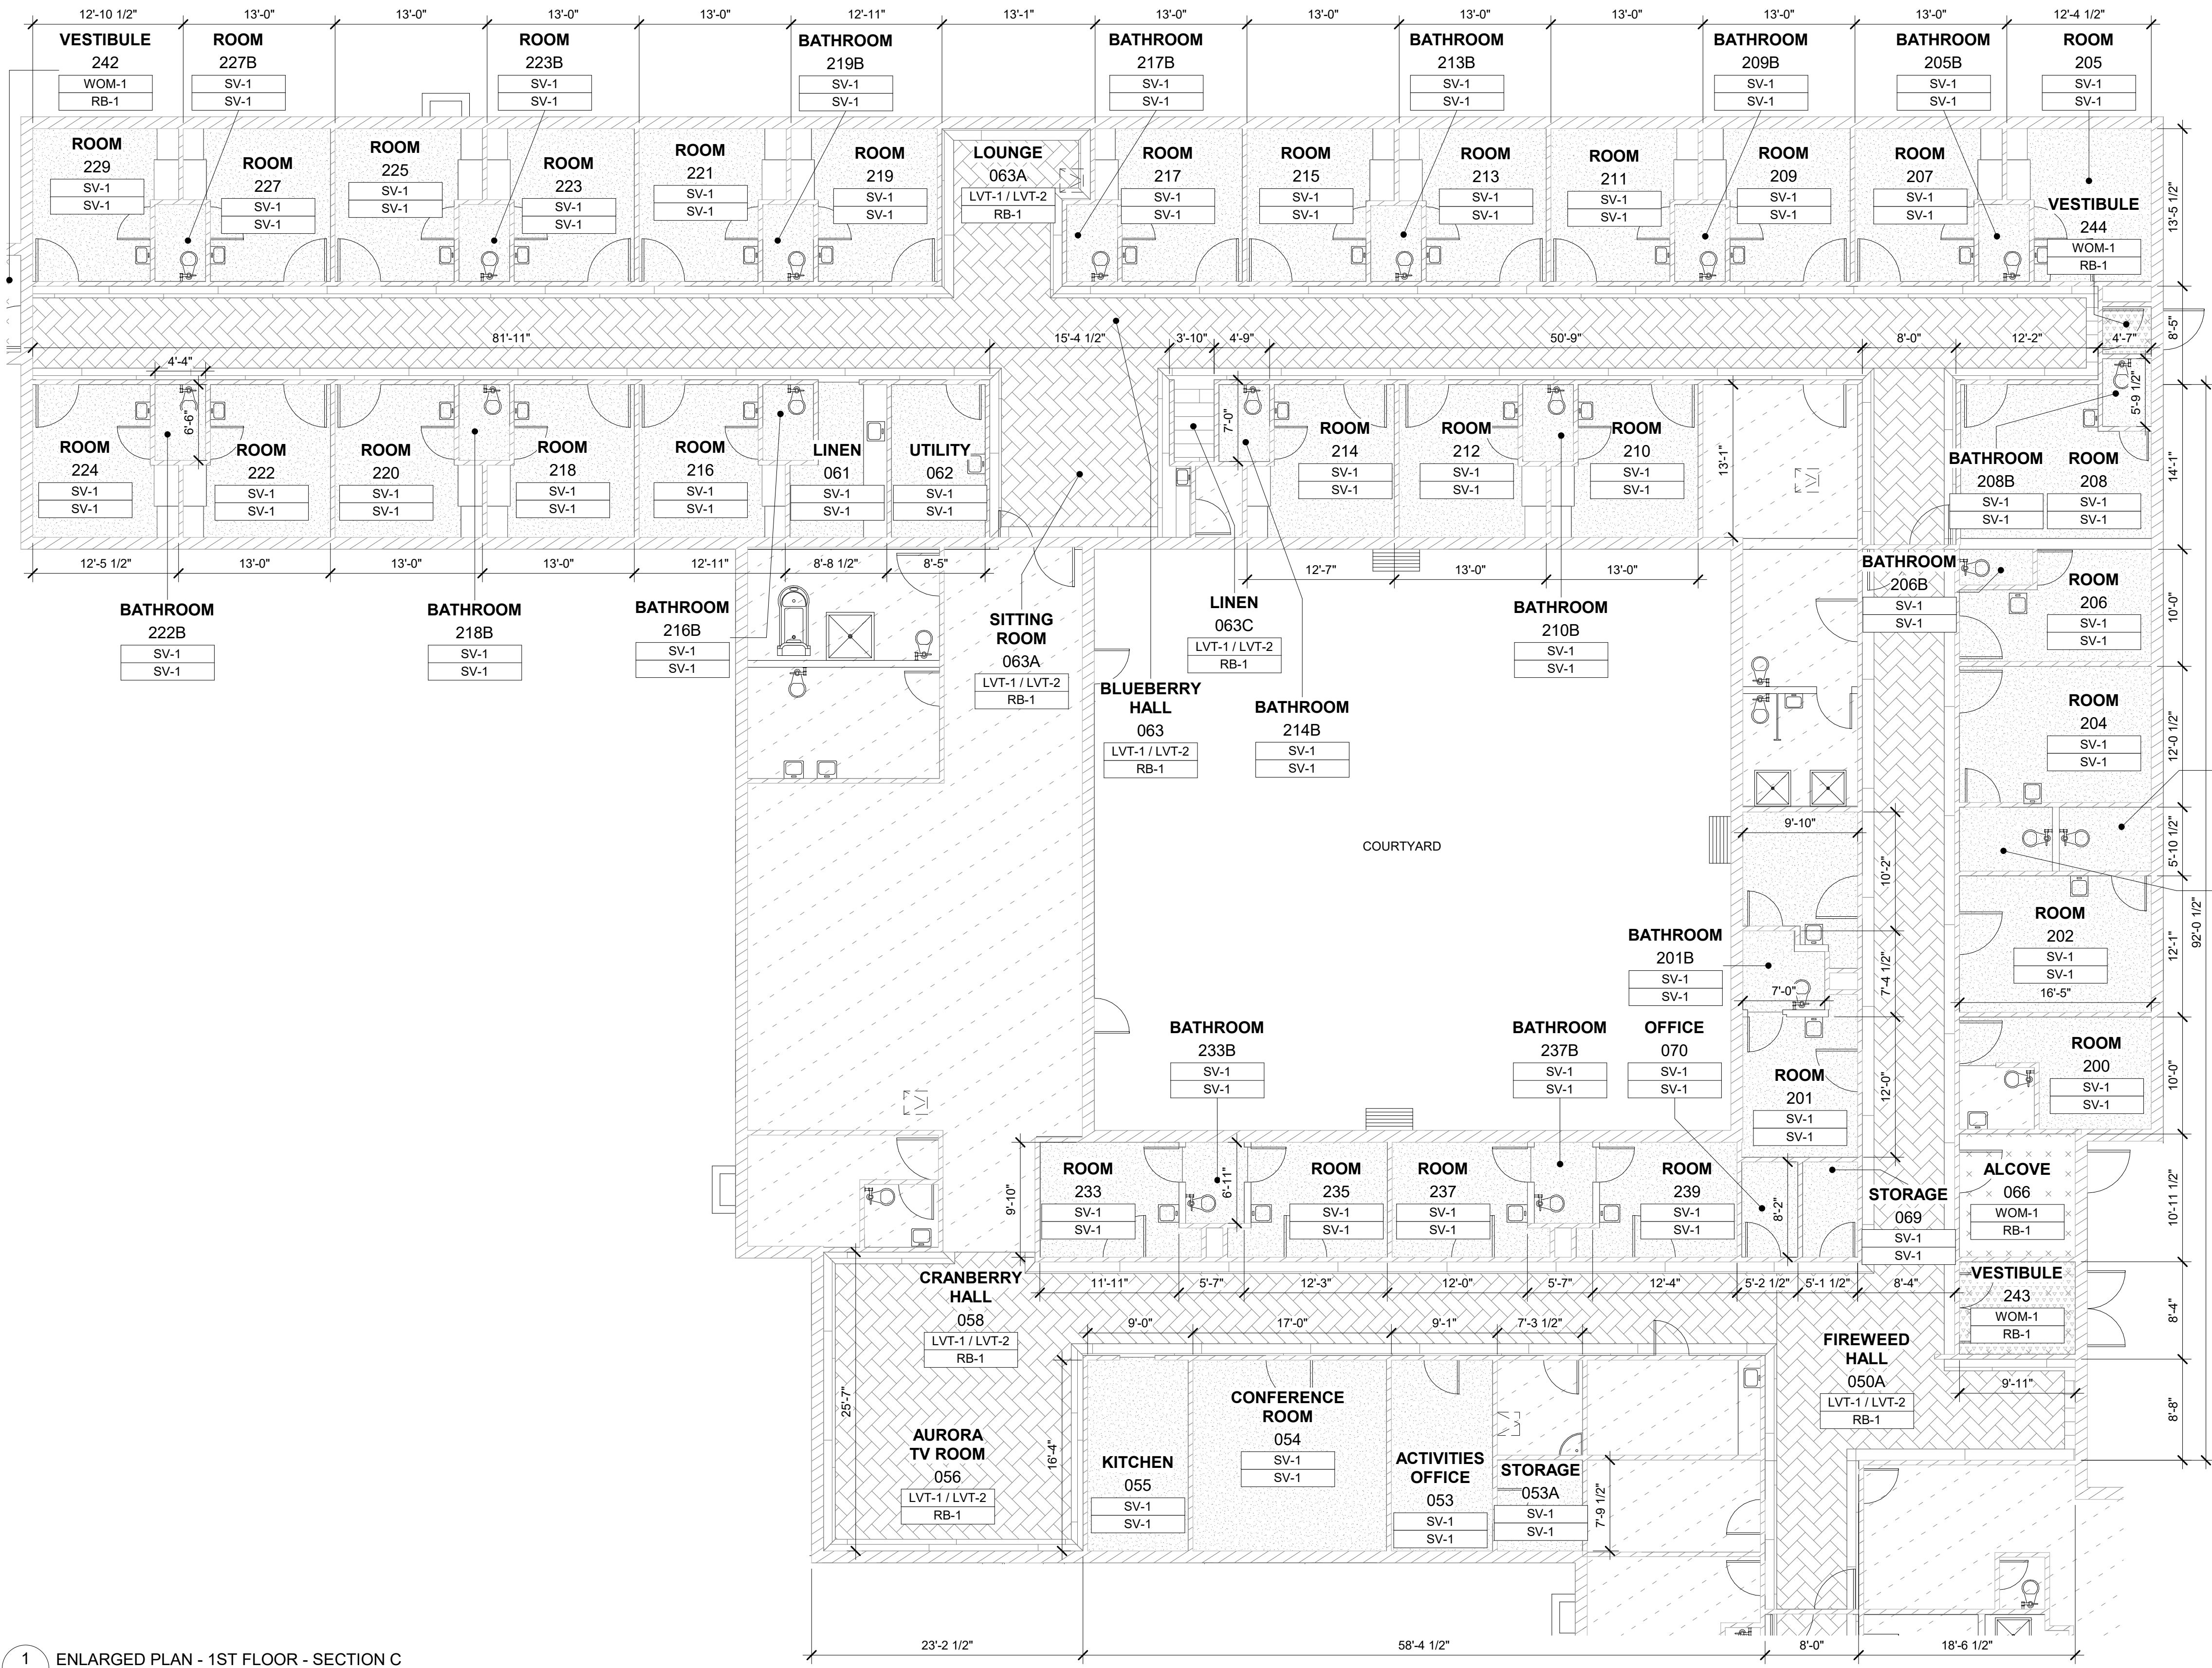 12'-10 1/2" 13'-0" 13'-0" 13'-0" 13'-0" 12'-11" 13'-1" 13'-0" 13'-0" 13'-0" 13'-0" 13'-0" 13'-0" 12'-4 1/2"
VESTIBULE
242
WOM-1
RB-1
ROOM
227B
SV-1
SV-1
ROOM
223B
SV-1
SV-1
BATHROOM
219B
SV-1
SV-1
BATHROOM
217B
SV-1
SV-1
BATHROOM
213B
SV-1
SV-1
BATHROOM
209B
SV-1
SV-1
BATHROOM
205B
SV-1
SV-1
ROOM
205
SV-1
SV-1
ROOM
229
SV-1
SV-1
ROOM
227
SV-1
SV-1
ROOM
225
SV-1
SV-1
ROOM
223
SV-1
SV-1
ROOM
221
SV-1
SV-1
ROOM
219
SV-1
SV-1
LOUNGE
063A
LVT-1 / LVT-2
RB-1
ROOM
217
SV-1
SV-1
ROOM
215
SV-1
SV-1
ROOM
213
SV-1
SV-1
ROOM
211
SV-1
SV-1
ROOM
209
SV-1
SV-1
ROOM
207
SV-1
SV-1
VESTIBULE
244
WOM-1
RB-1
13'-5 1/2"
8'-5"
81'-11" 15'-4 1/2" 3'-10" 4'-9" 50'-9" 8'-0" 12'-2" 4'-7"
4'-4"
6'-6"
7'-0"
13'-1"
5'-9 1/2"
14'-1"
ROOM
224
SV-1
SV-1
ROOM
222
SV-1
SV-1
ROOM
220
SV-1
SV-1
ROOM
218
SV-1
SV-1
ROOM
216
SV-1
SV-1
LINEN
061
SV-1
SV-1
UTILITY
062
SV-1
SV-1
ROOM
214
SV-1
SV-1
ROOM
212
SV-1
SV-1
ROOM
210
SV-1
SV-1
BATHROOM
208B
SV-1
SV-1
ROOM
208
SV-1
SV-1
12'-5 1/2" 13'-0" 13'-0" 13'-0" 12'-11" 8'-8 1/2" 8'-5" 12'-7" 13'-0" 13'-0"
BATHROOM
222B
SV-1
SV-1
BATHROOM
218B
SV-1
SV-1
BATHROOM
216B
SV-1
SV-1
SITTING
ROOM
063A
LVT-1 / LVT-2
RB-1
LINEN
063C
LVT-1 / LVT-2
RB-1
BATHROOM
210B
SV-1
SV-1
BATHROOM
206B
SV-1
SV-1
ROOM
206
SV-1
SV-1
10'-0"
BLUEBERRY
HALL
063
LVT-1 / LVT-2
RB-1
BATHROOM
214B
SV-1
SV-1
ROOM
204
SV-1
SV-1
12'-0 1/2"
COURTYARD
9'-10"
10'-2"
5'-10 1/2"
92'-0 1/2"
BATHROOM
201B
SV-1
SV-1
7'-4 1/2"
7'-0"
ROOM
202
SV-1
SV-1
16'-5"
12'-1"
BATHROOM
233B
SV-1
SV-1
BATHROOM
237B
SV-1
SV-1
OFFICE
070
SV-1
SV-1
ROOM
201
SV-1
SV-1
12'-0"
ROOM
200
SV-1
SV-1
10'-0"
9'-10"
ROOM
233
SV-1
SV-1
6'-11"
ROOM
235
SV-1
SV-1
ROOM
237
SV-1
SV-1
ROOM
239
SV-1
SV-1
8'-2"
STORAGE
069
SV-1
SV-1
ALCOVE
066
WOM-1
RB-1
10'-11 1/2"
11'-11" 5'-7" 12'-3" 12'-0" 5'-7" 12'-4" 5'-2 1/2" 5'-1 1/2" 8'-4"
VESTIBULE
243
WOM-1
RB-1
8'-4"
CRANBERRY
HALL
058
LVT-1 / LVT-2
RB-1
9'-0" 17'-0" 9'-1" 7'-3 1/2"
FIREWEED
HALL
050A
LVT-1 / LVT-2
RB-1
9'-11"
8'-8"
25'-7"
16'-4"
AURORA
TV ROOM
056
LVT-1 / LVT-2
RB-1
KITCHEN
055
SV-1
SV-1
CONFERENCE
ROOM
054
SV-1
SV-1
ACTIVITIES
OFFICE
053
SV-1
SV-1
STORAGE
053A
SV-1
SV-1
7'-9 1/2"
23'-2 1/2" 58'-4 1/2" 8'-0" 18'-6 1/2"
1 ENLARGED PLAN - 1ST FLOOR - SECTION C